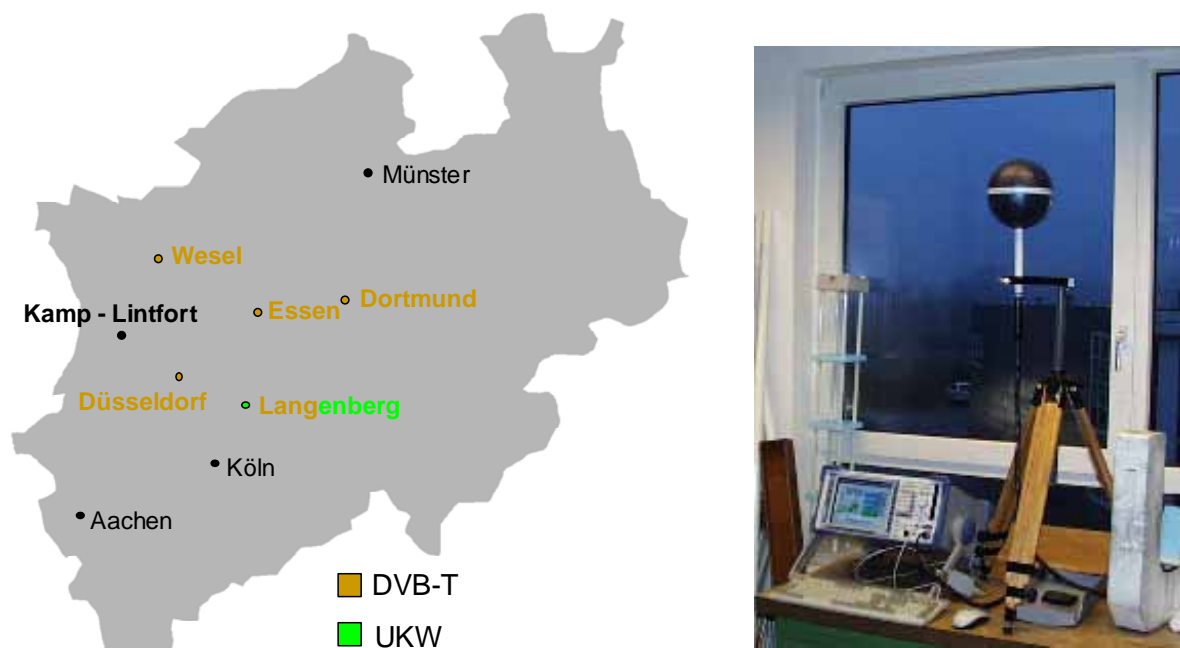 Münster
Wesel
Dortmund
Essen
Kamp - Lintfort
Düsseldorf
Langenberg
Köln
Aachen
DVB-T
UKW